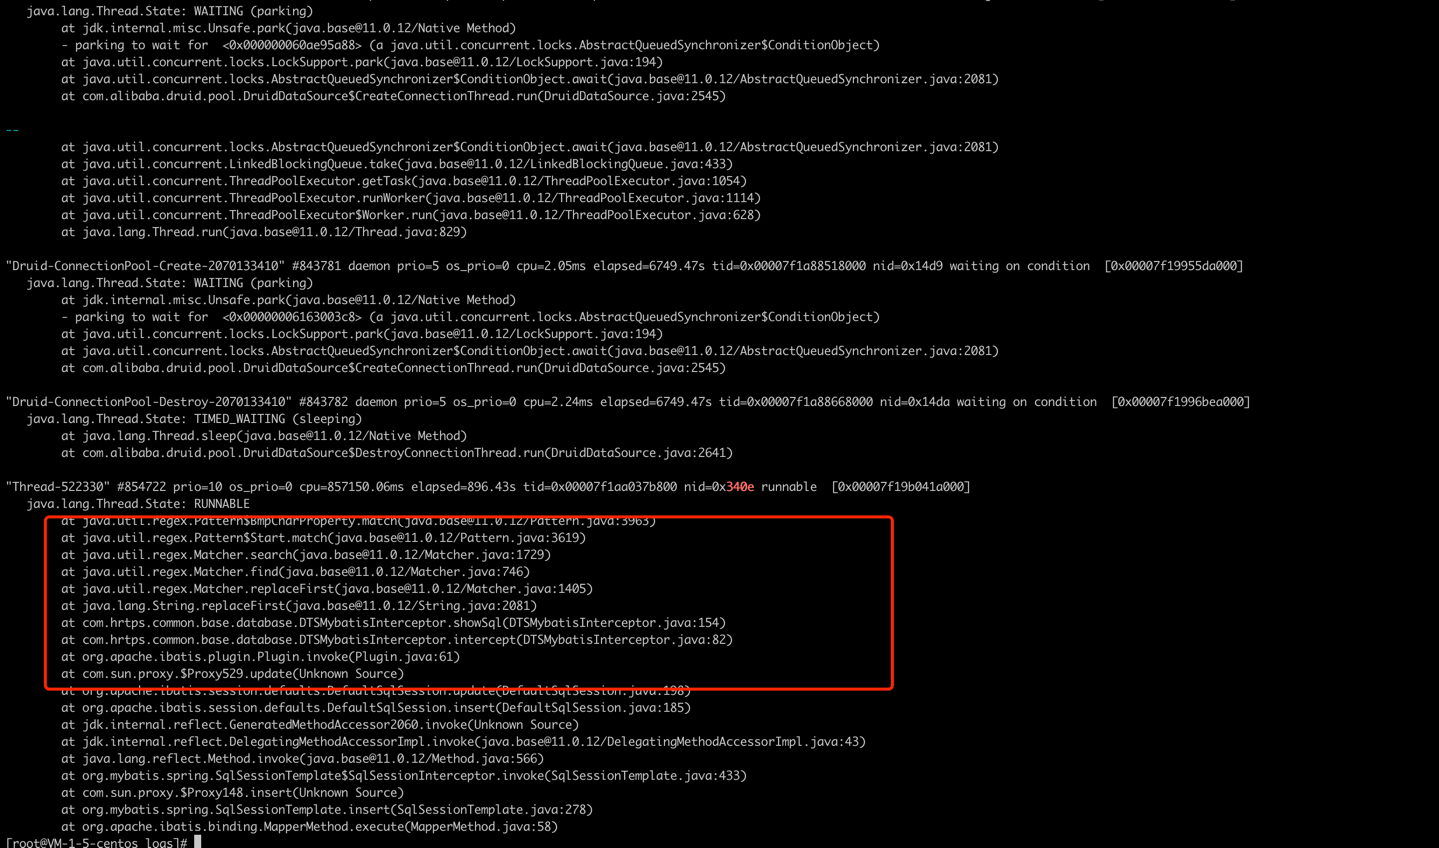 java.lang.Thread.State: WAITING (parking)
at jdk.internal.misc.Unsafe.park(java.base@11.0.12/Native Method)
- parking to wait for  <0x000000060ae95a88> (a java.util.concurrent.locks.AbstractQueuedSynchronizer$ConditionObject)
at java.util.concurrent.locks.LockSupport.park(java.base@11.0.12/LockSupport.java:194)
at java.util.concurrent.locks.AbstractQueuedSynchronizer$ConditionObject.await(java.base@11.0.12/AbstractQueuedSynchronizer.java:2081)
at com.alibaba.druid.pool.DruidDataSource$CreateConnectionThread.run(DruidDataSource.java:2545)
--
at java.util.concurrent.locks.AbstractQueuedSynchronizer$ConditionObject.await(java.base@11.0.12/AbstractQueuedSynchronizer.java:2081)
at java.util.concurrent.LinkedBlockingQueue.take(java.base@11.0.12/LinkedBlockingQueue.java:433)
at java.util.concurrent.ThreadPoolExecutor.getTask(java.base@11.0.12/ThreadPoolExecutor.java:1054)
at java.util.concurrent.ThreadPoolExecutor.runWorker(java.base@11.0.12/ThreadPoolExecutor.java:1114)
at java.util.concurrent.ThreadPoolExecutor$Worker.run(java.base@11.0.12/ThreadPoolExecutor.java:628)
at java.lang.Thread.run(java.base@11.0.12/Thread.java:829)
"Druid-ConnectionPool-Create-2070133410" #843781 daemon prio=5 os_prio=0 cpu=2.05ms elapsed=6749.47s tid=0x00007f1a88518000 nid=0x14d9 waiting on condition  [0x00007f19955da000]
java.lang.Thread.State: WAITING (parking)
at jdk.internal.misc.Unsafe.park(java.base@11.0.12/Native Method)
- parking to wait for  <0x00000006163003c8> (a java.util.concurrent.locks.AbstractQueuedSynchronizer$ConditionObject)
at java.util.concurrent.locks.LockSupport.park(java.base@11.0.12/LockSupport.java:194)
at java.util.concurrent.locks.AbstractQueuedSynchronizer$ConditionObject.await(java.base@11.0.12/AbstractQueuedSynchronizer.java:2081)
at com.alibaba.druid.pool.DruidDataSource$CreateConnectionThread.run(DruidDataSource.java:2545)
"Druid-ConnectionPool-Destroy-2070133410" #843782 daemon prio=5 os_prio=0 cpu=2.24ms elapsed=6749.47s tid=0x00007f1a88668000 nid=0x14da waiting on condition  [0x00007f1996bea000]
java.lang.Thread.State: TIMED_WAITING (sleeping)
at java.lang.Thread.sleep(java.base@11.0.12/Native Method)
at com.alibaba.druid.pool.DruidDataSource$DestroyConnectionThread.run(DruidDataSource.java:2641)
"Thread-522330" #854722 prio=10 os_prio=0 cpu=857150.06ms elapsed=896.43s tid=0x00007f1aa037b800 nid=0x340e runnable  [0x00007f19b041a000]
java.lang.Thread.State: RUNNABLE
at java.util.regex.Pattern$BmpCharProperty.match(java.base@11.0.12/Pattern.java:3963)
at java.util.regex.Pattern$Start.match(java.base@11.0.12/Pattern.java:3619)
at java.util.regex.Matcher.search(java.base@11.0.12/Matcher.java:1729)
at java.util.regex.Matcher.find(java.base@11.0.12/Matcher.java:746)
at java.util.regex.Matcher.replaceFirst(java.base@11.0.12/Matcher.java:1405)
at java.lang.String.replaceFirst(java.base@11.0.12/String.java:2081)
at com.hrtps.common.base.database.DTSMybatisInterceptor.showSql(DTSMybatisInterceptor.java:154)
at com.hrtps.common.base.database.DTSMybatisInterceptor.intercept(DTSMybatisInterceptor.java:82)
at org.apache.ibatis.plugin.Plugin.invoke(Plugin.java:61)
at com.sun.proxy.$Proxy529.update(Unknown Source)
at org.apache.ibatis.session.defaults.DefaultSqlSession.update(DefaultSqlSession.java:198)
at org.apache.ibatis.session.defaults.DefaultSqlSession.insert(DefaultSqlSession.java:185)
at jdk.internal.reflect.GeneratedMethodAccessor2060.invoke(Unknown Source)
at jdk.internal.reflect.DelegatingMethodAccessorImpl.invoke(java.base@11.0.12/DelegatingMethodAccessorImpl.java:43)
at java.lang.reflect.Method.invoke(java.base@11.0.12/Method.java:566)
at org.mybatis.spring.SqlSessionTemplate$SqlSessionInterceptor.invoke(SqlSessionTemplate.java:433)
at com.sun.proxy.$Proxy148.insert(Unknown Source)
at org.mybatis.spring.SqlSessionTemplate.insert(SqlSessionTemplate.java:278)
at org.apache.ibatis.binding.MapperMethod.execute(MapperMethod.java:58)
[root@VM-1-5-centos logs]#